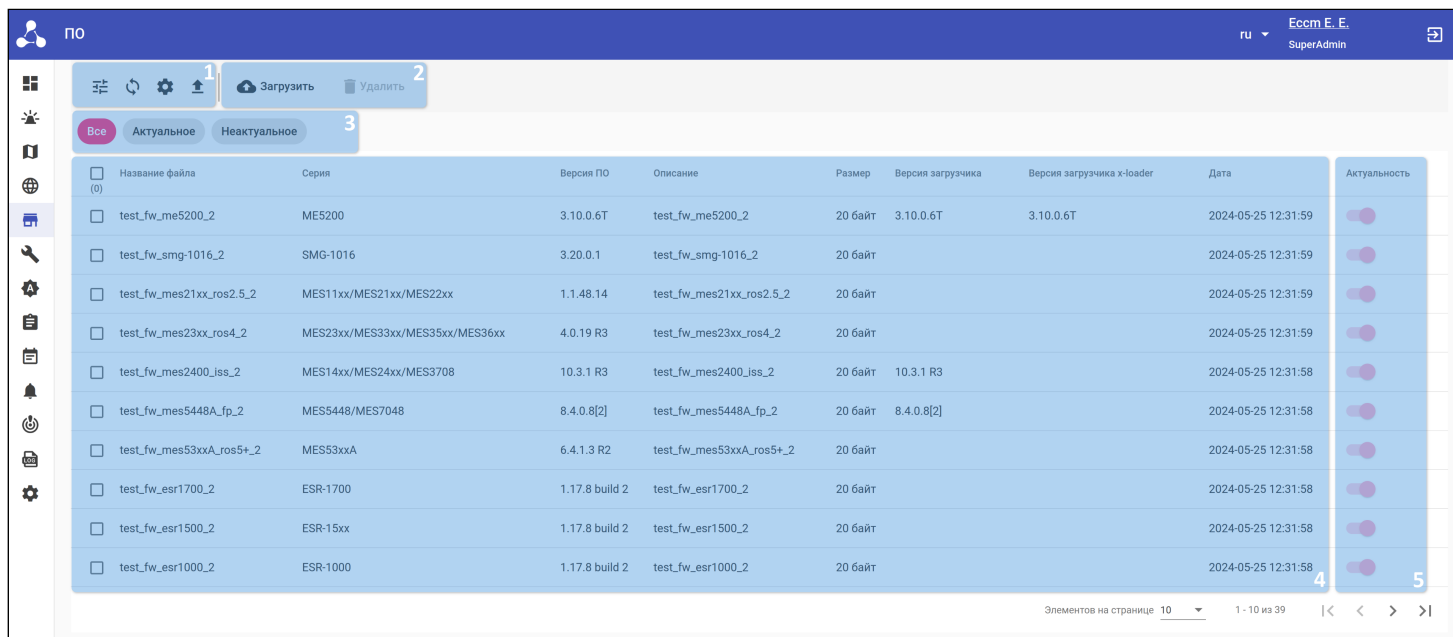 ПО
ru
Eccm E. E.
SuperAdmin
1
Загрузить Удалить 2
Все Актуальное Неактуальное 3
(0) Название файла Серия Версия ПО Описание Размер Версия загрузчика Версия загрузчика x-loader Дата Актуальность
test_fw_me5200_2 ME5200 3.10.0.6T test_fw_me5200_2 20 байт 3.10.0.6T 3.10.0.6T 2024-05-25 12:31:59
test_fw_smg-1016_2 SMG-1016 3.20.0.1 test_fw_smg-1016_2 20 байт 2024-05-25 12:31:59
test_fw_mes21xx_ros2.5_2 MES11xx/MES21xx/MES22xx 1.1.48.14 test_fw_mes21xx_ros2.5_2 20 байт 2024-05-25 12:31:59
test_fw_mes23xx_ros4_2 MES23xx/MES33xx/MES35xx/MES36xx 4.0.19 R3 test_fw_mes23xx_ros4_2 20 байт 2024-05-25 12:31:59
test_fw_mes2400_iss_2 MES14xx/MES24xx/MES3708 10.3.1 R3 test_fw_mes2400_iss_2 20 байт 10.3.1 R3 2024-05-25 12:31:58
test_fw_mes5448A_fp_2 MES5448/MES7048 8.4.0.8[2] test_fw_mes5448A_fp_2 20 байт 8.4.0.8[2] 2024-05-25 12:31:58
test_fw_mes53xxA_ros5+_2 MES53xxA 6.4.1.3 R2 test_fw_mes53xxA_ros5+_2 20 байт 2024-05-25 12:31:58
test_fw_esr1700_2 ESR-1700 1.17.8 build 2 test_fw_esr1700_2 20 байт 2024-05-25 12:31:58
test_fw_esr1500_2 ESR-15xx 1.17.8 build 2 test_fw_esr1500_2 20 байт 2024-05-25 12:31:58
test_fw_esr1000_2 ESR-1000 1.17.8 build 2 test_fw_esr1000_2 20 байт 2024-05-25 12:31:58
4 5
LOG
Элементов на странице 10 1 - 10 из 39